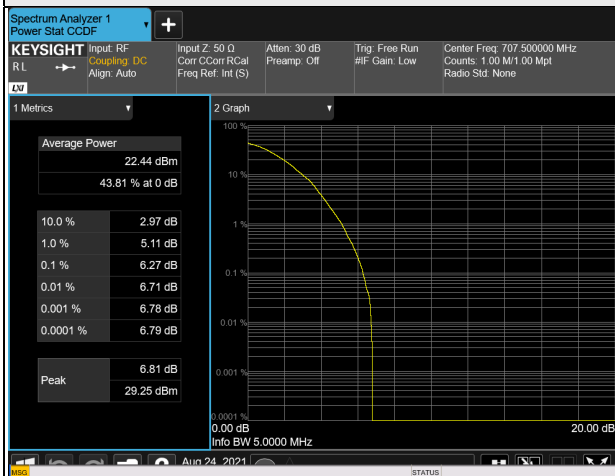 Spectrum Analyzer 1
Power Stat CCDF
KEYSIGHT
RL
LXI
Input: RF
Coupling: DC
Align: Auto
Input Z: 50 Ω
Corr CCorr RCal
Freq Ref: Int (S)
Atten: 30 dB
Preamp: Off
Trig: Free Run
#IF Gain: Low
Center Freq: 707.500000 MHz
Counts: 1.00 M/1.00 Mpt
Radio Std: None
1 Metrics
Average Power
22.44 dBm
43.81 % at 0 dB
10.0 % 2.97 dB
1.0 % 5.11 dB
0.1 % 6.27 dB
0.01 % 6.71 dB
0.001 % 6.78 dB
0.0001 % 6.79 dB
Peak
6.81 dB
29.25 dBm
2 Graph
100 %
10 %
1 %
0.1 %
0.01 %
0.001 %
0.0001 %
0.00 dB 20.00 dB
Info BW 5.0000 MHz
Aug 24, 2021
MSG STATUS